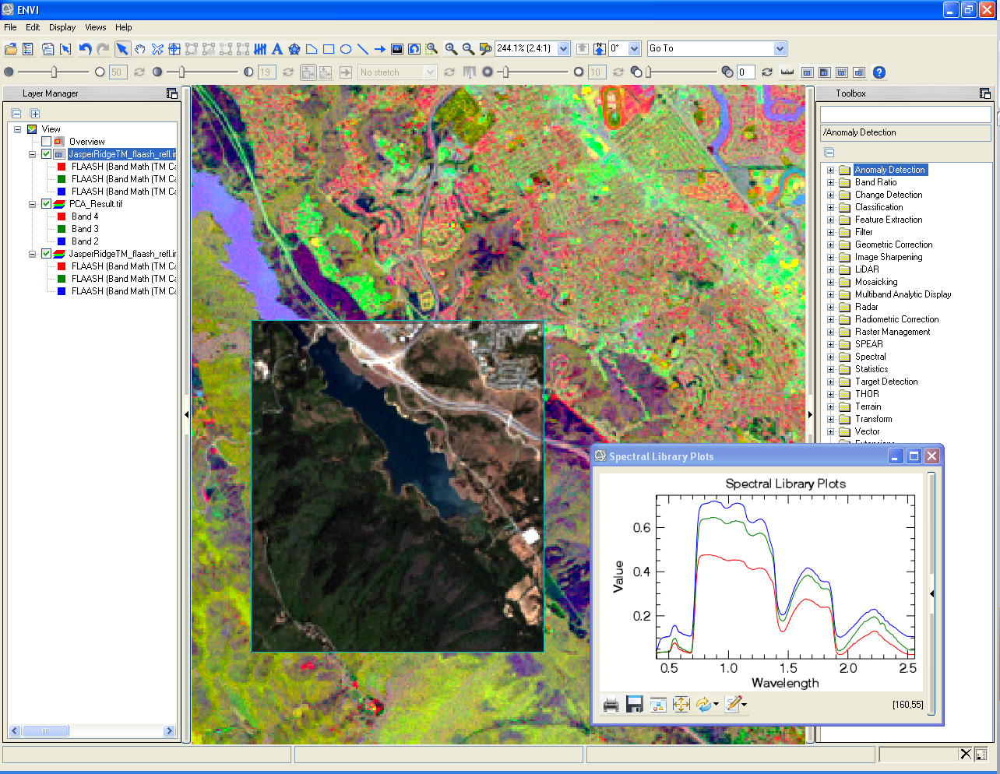 ENVI
File Edit Display Views Help
244.1% (2.4:1)
N
0°
Go To
50
19
No stretch
10
0
Layer Manager
View
Overview
JasperRidgeTM_flaash_refl.ir
FLAASH (Band Math (TM Ca
FLAASH (Band Math (TM Ca
FLAASH (Band Math (TM Ca
PCA_Result.tif
Band 4
Band 3
Band 2
JasperRidgeTM_flaash_refl.ir
FLAASH (Band Math (TM Ca
FLAASH (Band Math (TM Ca
FLAASH (Band Math (TM Ca
Toolbox
/Anomaly Detection
Anomaly Detection
Band Ratio
Change Detection
Classification
Feature Extraction
Filter
Geometric Correction
Image Sharpening
LiDAR
Mosaicking
Multiband Analytic Display
Radar
Radiometric Correction
Raster Management
SPEAR
Spectral
Statistics
Target Detection
THOR
Terrain
Transform
Vector
Spectral Library Plots
Spectral Library Plots
Value
0.6
0.4
0.2
0.5 1.0 1.5 2.0 2.5
Wavelength
[160,55]